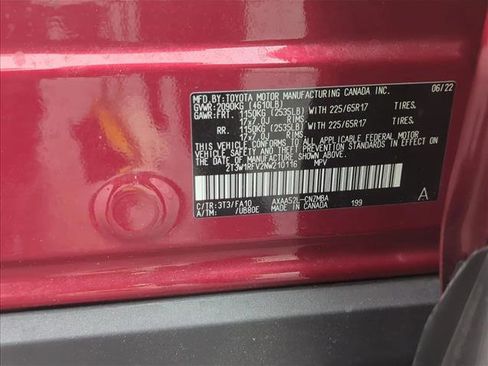 MFD. BY:TOYOTA MOTOR MANUFACTURING CANADA INC. 06/22
GVWR:2090KG (4610LB)
GAWR:FRT. 1150KG (2535LB) WITH 225/65R17 TIRES.
17x7.0J RIMS.
RR. 1150KG (2535LB) WITH 225/65R17 TIRES.
17x7.0J RIMS.
THIS VEHICLE CONFORMS TO ALL APPLICABLE FEDERAL MOTOR
VEHICLE SAFETY AND THEFT PREVENTION STANDARDS IN EFFECT ON THE
DATE OF MANUFACTURE SHOWN ABOVE.
2T3W1RFV2NW210116 MPV
C/TR:3T3/FA10 AXAA52L-CNZMBA 199 A
A/TM: /UB80E MADE IN CANADA